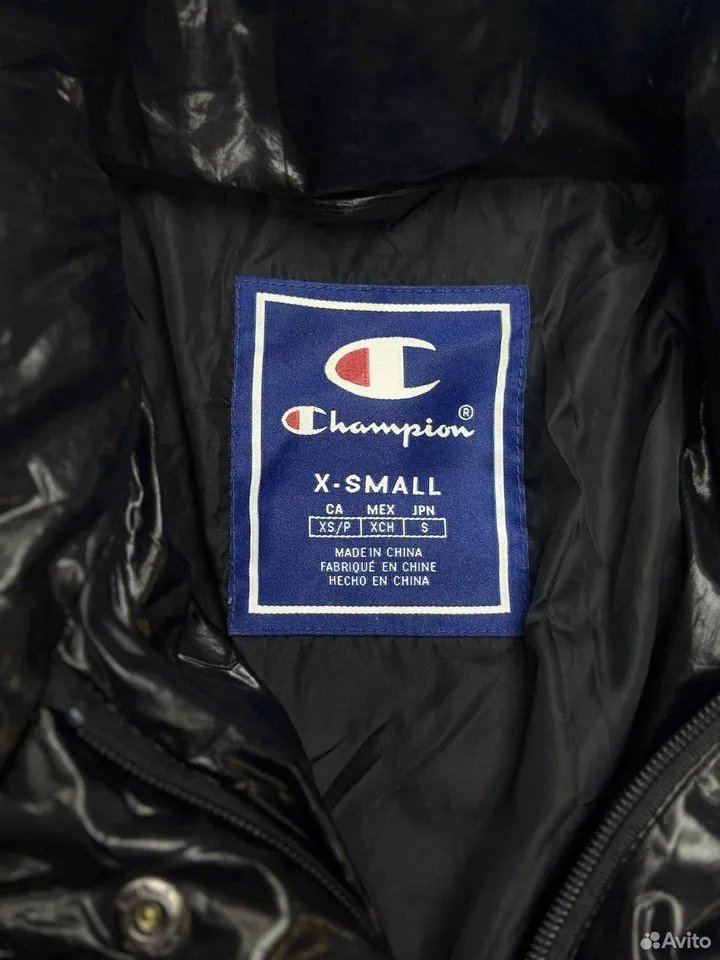 Champion®
X-SMALL
CA MEX JPN
XS/P XCH S
MADE IN CHINA
FABRIQUÉ EN CHINE
HECHO EN CHINA
Avito